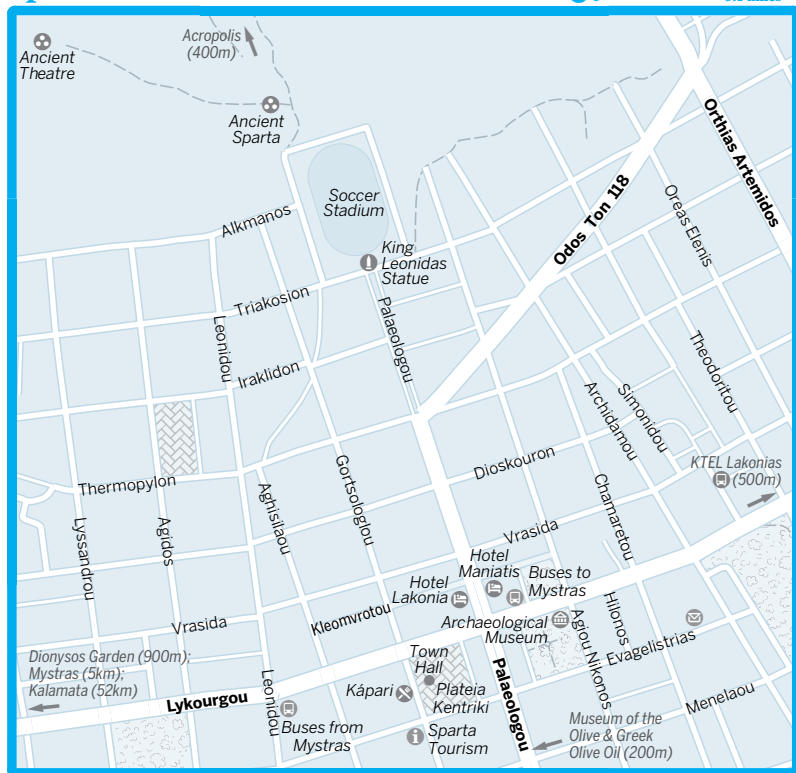 Acropolis
(400m)
Ancient
Theatre
Ancient
Sparta
Soccer
Stadium
Alkmanos
King
Leonidas
Statue
Odos Ton 118
Orthias Artemidos
Oreas Elenis
Triakosion
Leonidou
Palaeologou
Iraklidon
Theodoritou
Simonidou
Archidamou
Thermopylon
Gortsologlou
Aghisilaou
Dioskouron
KTEL Lakonias
(500m)
Lyssandrou
Agidos
Chamaretou
Vrasida
Hotel
Maniatis
Buses to
Mystras
Hotel
Lakonia
Kleomvrotou
Archaeological
Museum
Hilonos
Agiou Nikonos
Evagelistrias
Vrasida
Dionysos Garden (900m);
Mystras (5km);
Kalamata (52km)
Town
Hall
Plateia
Kentriki
Palaeologou
Lykourgou
Leonidou
Kápari
Buses from
Mystras
Sparta
Tourism
Menelaou
Museum of the
Olive & Greek
Olive Oil (200m)